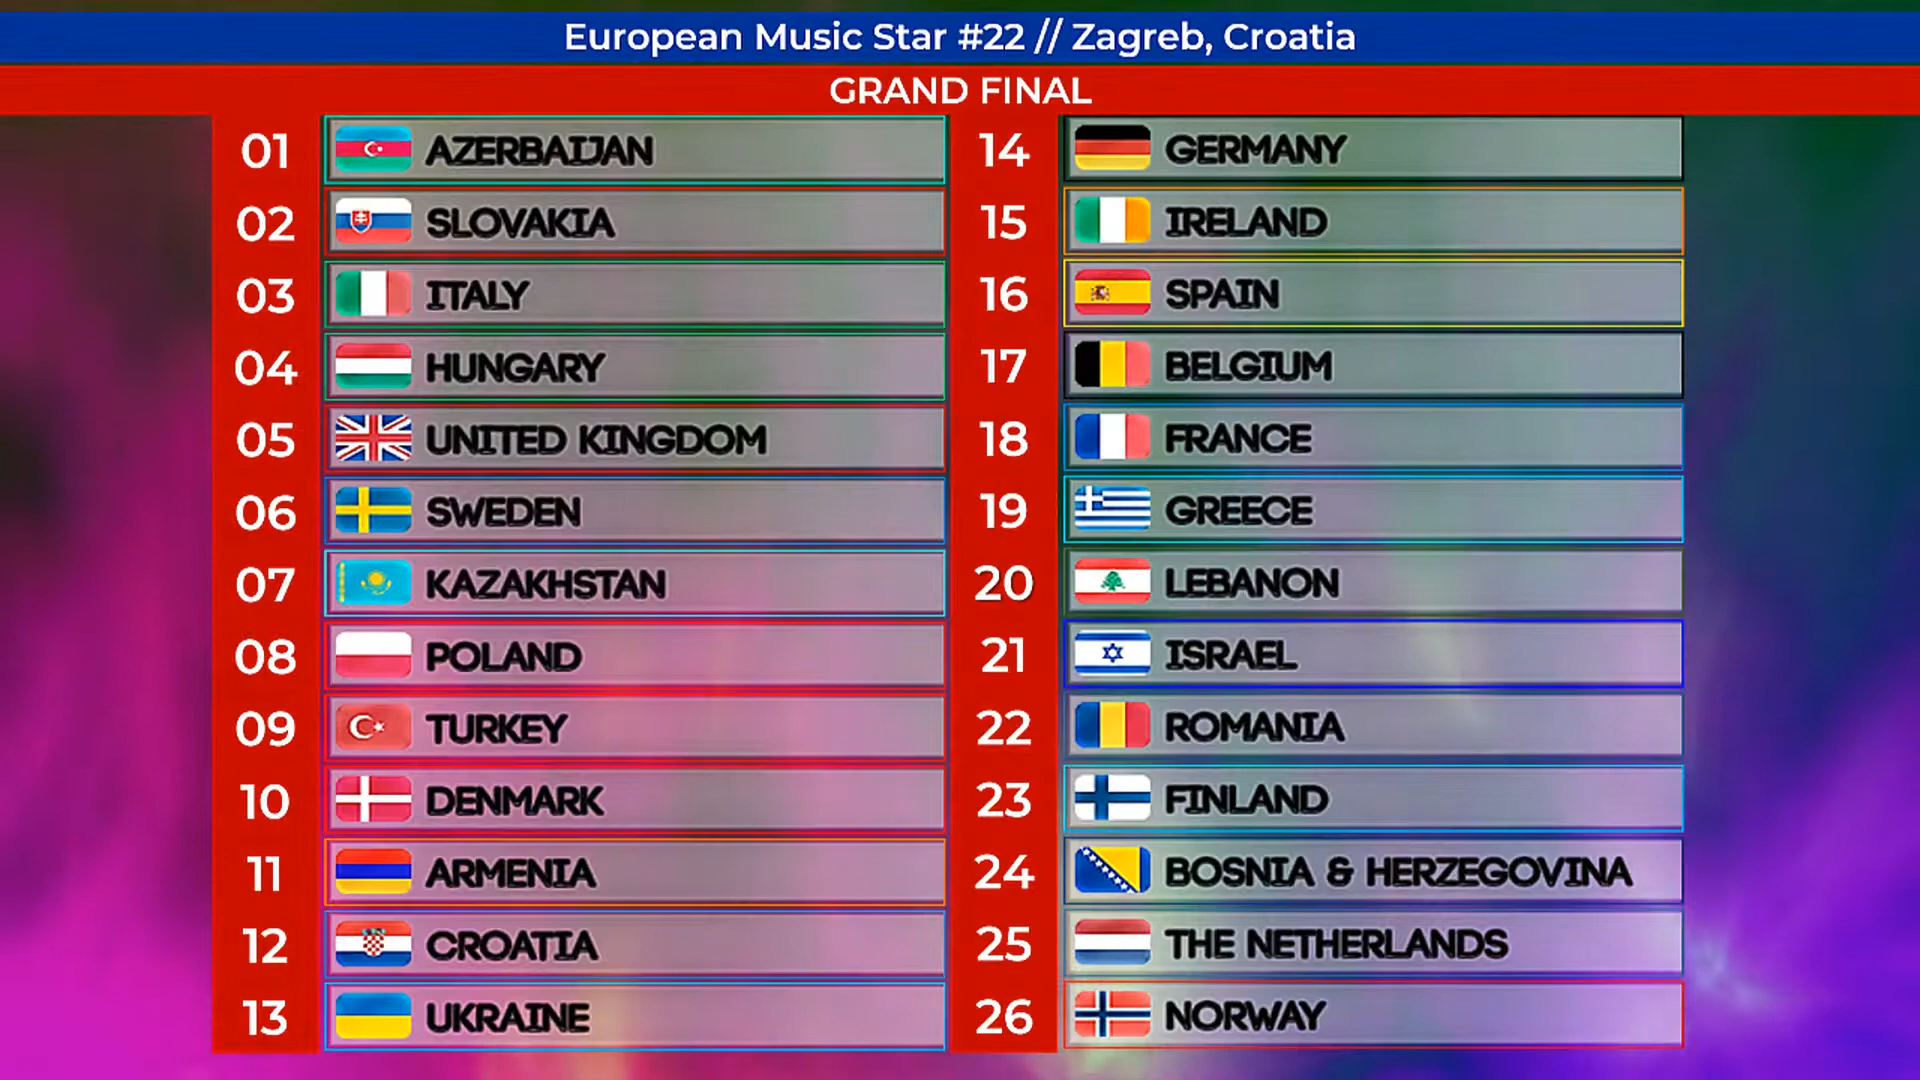 European Music Star #22 // Zagreb, Croatia
GRAND FINAL
01 AZERBAIJAN
02 SLOVAKIA
03 ITALY
04 HUNGARY
05 UNITED KINGDOM
06 SWEDEN
07 KAZAKHSTAN
08 POLAND
09 TURKEY
10 DENMARK
11 ARMENIA
12 CROATIA
13 UKRAINE
14 GERMANY
15 IRELAND
16 SPAIN
17 BELGIUM
18 FRANCE
19 GREECE
20 LEBANON
21 ISRAEL
22 ROMANIA
23 FINLAND
24 BOSNIA & HERZEGOVINA
25 THE NETHERLANDS
26 NORWAY